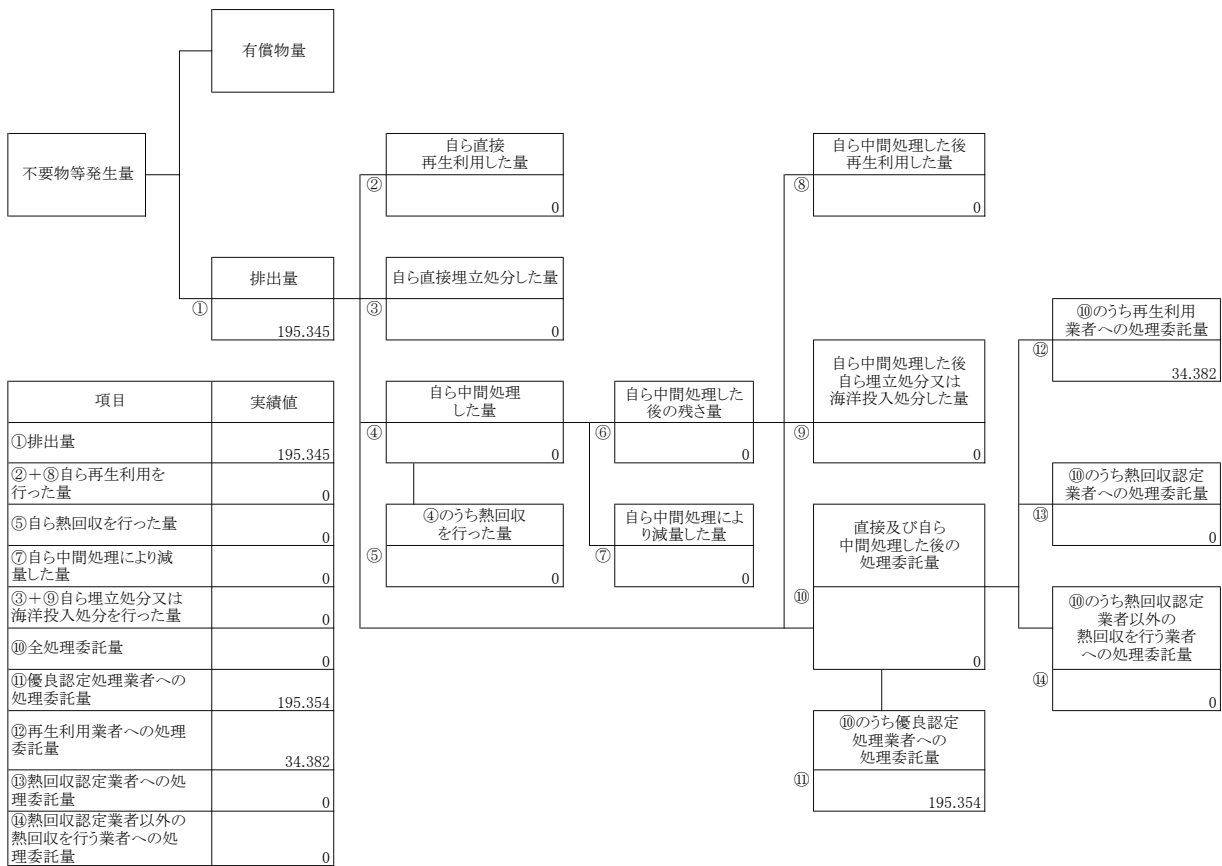 有償物量
不要物等発生量
自ら直接
再生利用した量
②
0
自ら中間処理した後
再生利用した量
⑧
0
排出量
①
195.345
自ら直接埋立処分した量
③
0
⑩のうち再生利用
業者への処理委託量
⑫
34.382
自ら中間処理
した量
④
0
自ら中間処理した
後の残さ量
⑥
0
自ら中間処理した後
自ら埋立処分又は
海洋投入処分した量
⑨
0
⑩のうち熱回収認定
業者への処理委託量
⑬
0
④のうち熱回収
を行った量
⑤
0
自ら中間処理によ
り減量した量
⑦
0
直接及び自ら
中間処理した後の
処理委託量
⑩
0
⑩のうち熱回収認定
業者以外の
熱回収を行う業者
への処理委託量
⑭
0
⑩のうち優良認定
処理業者への
処理委託量
⑪
195.354
項目 実績値
①排出量 195.345
②＋⑧自ら再生利用を
行った量 0
⑤自ら熱回収を行った量 0
⑦自ら中間処理により減
量した量 0
③＋⑨自ら埋立処分又は
海洋投入処分を行った量 0
⑩全処理委託量 0
⑪優良認定処理業者への
処理委託量 195.354
⑫再生利用業者への処理
委託量 34.382
⑬熱回収認定業者への処
理委託量 0
⑭熱回収認定業者以外の
熱回収を行う業者への処
理委託量 0